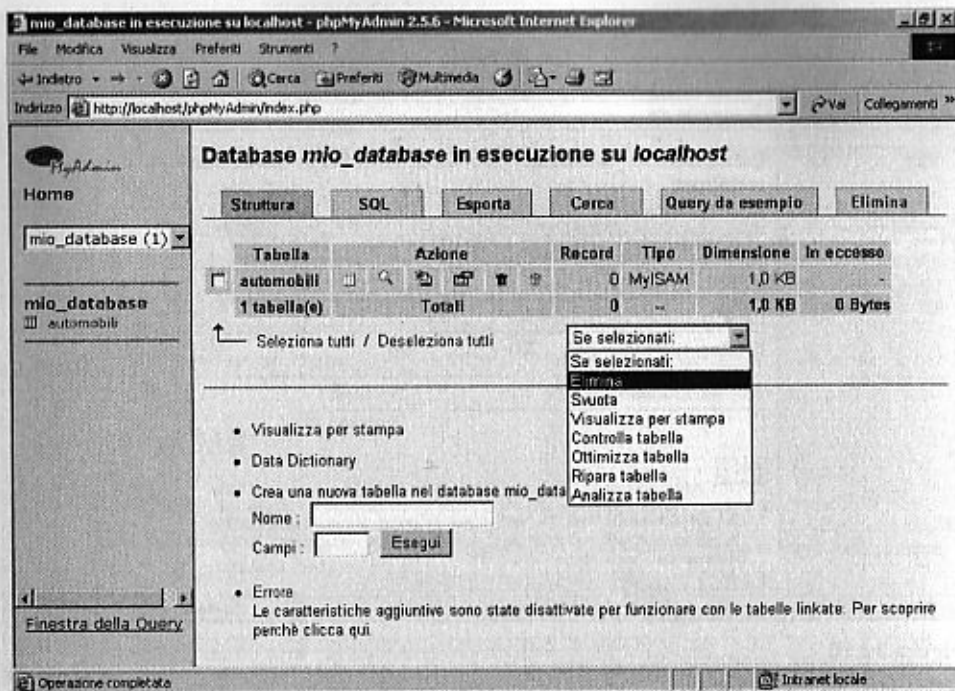 mio_database in esecuzione su localhost - phpMyAdmin 2.5.6 - Microsoft Internet Explorer
File Modifica Visualizza Preferiti Strumenti ?
Indietro Cerca Preferiti Multimedia
Indirizzo http://localhost/phpMyAdmin/index.php Vai Collegamenti »
MyAdmin
Home
mio_database (1)
mio_database
automobili
Finestra della Query
Database mio_database in esecuzione su localhost
Struttura SQL Esporta Cerca Query da esempio Elimina
Tabella Azione Record Tipo Dimensione In eccesso
automobili 0 MyISAM 1,0 KB -
1 tabella(e) Totali 0 -- 1,0 KB 0 Bytes
Seleziona tutti / Deseleziona tutti Se selezionati:
Se selezionati:
Elimina
Svuota
Visualizza per stampa
Controlla tabella
Ottimizza tabella
Ripara tabella
Analizza tabella
• Visualizza per stampa
• Data Dictionary
• Crea una nuova tabella nel database mio_data
Nome :
Campi : Esegui
• Errore
Le caratteristiche aggiuntive sono state disattivate per funzionare con le tabelle linkate. Per scoprire
perchè clicca qui
Operazione completata Intranet locale